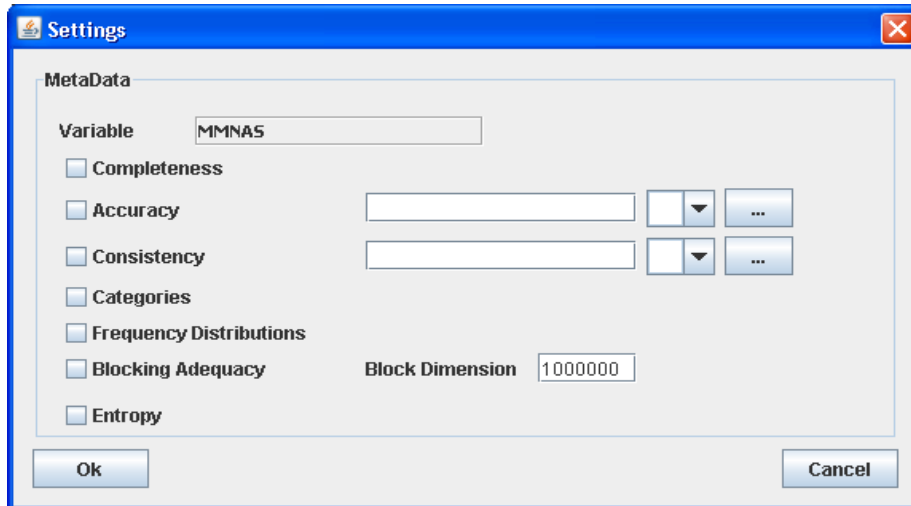 Settings
MetaData
Variable MMNAS
Completeness
Accuracy ...
Consistency ...
Categories
Frequency Distributions
Blocking Adequacy Block Dimension 1000000
Entropy
Ok Cancel